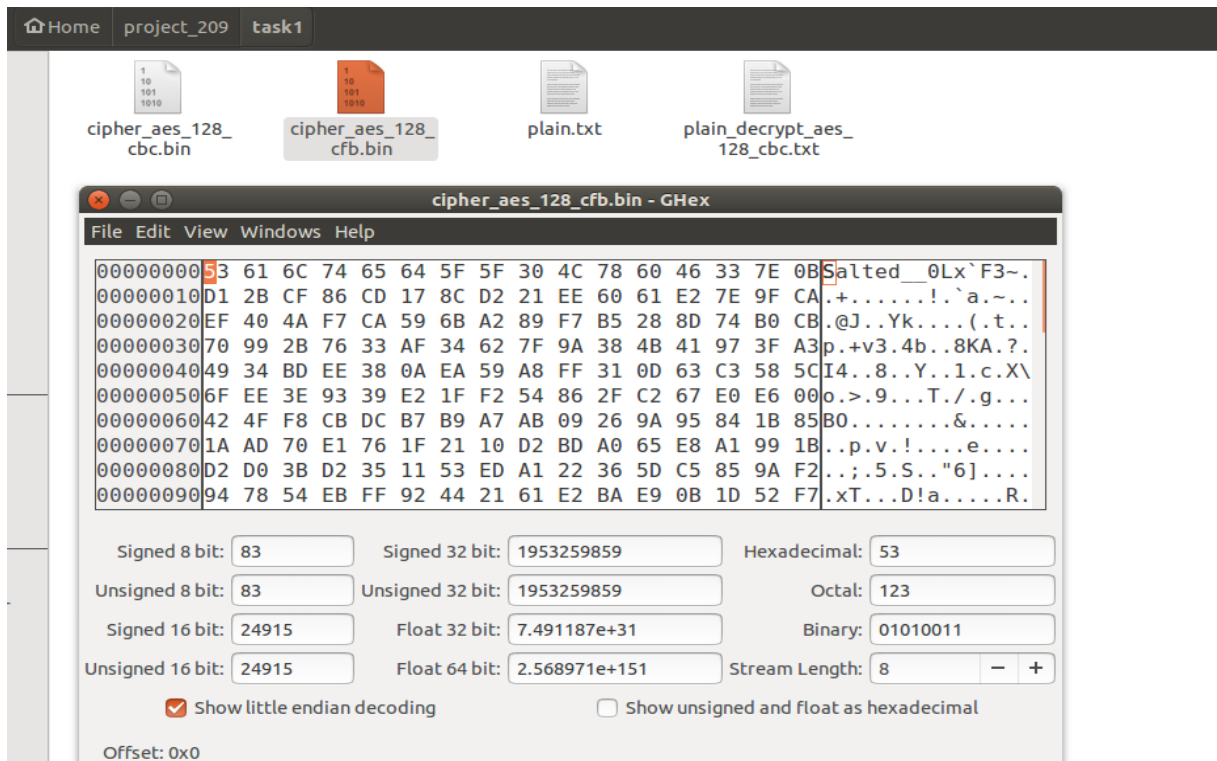 Home project_209 task1
1
10
101
1010
1
10
101
1010
cipher_aes_128_
cbc.bin
cipher_aes_128_
cfb.bin
plain.txt
plain_decrypt_aes_
128_cbc.txt
cipher_aes_128_cfb.bin - GHex
File Edit View Windows Help
00000000 53 61 6C 74 65 64 5F 5F 30 4C 78 60 46 33 7E 0B Salted__0Lx`F3~.
00000010 D1 2B CF 86 CD 17 8C D2 21 EE 60 61 E2 7E 9F CA .+......!.`a.~..
00000020 EF 40 4A F7 CA 59 6B A2 89 F7 B5 28 8D 74 B0 CB .@J..Yk....(.t..
00000030 70 99 2B 76 33 AF 34 62 7F 9A 38 4B 41 97 3F A3 p.+v3.4b..8KA.?.
00000040 49 34 BD EE 38 0A EA 59 A8 FF 31 0D 63 C3 58 5C I4..8..Y..1.c.X\
00000050 6F EE 3E 93 39 E2 1F F2 54 86 2F C2 67 E0 E6 00 o.>.9...T./.g...
00000060 42 4F F8 CB DC B7 B9 A7 AB 09 26 9A 95 84 1B 85 BO........&.....
00000070 1A AD 70 E1 76 1F 21 10 D2 BD A0 65 E8 A1 99 1B ..p.v.!....e....
00000080 D2 D0 3B D2 35 11 53 ED A1 22 36 5D C5 85 9A F2 ..;.5.S.."6]....
00000090 94 78 54 EB FF 92 44 21 61 E2 BA E9 0B 1D 52 F7 .xT...D!a.....R.
Signed 8 bit: 83 Signed 32 bit: 1953259859 Hexadecimal: 53
Unsigned 8 bit: 83 Unsigned 32 bit: 1953259859 Octal: 123
Signed 16 bit: 24915 Float 32 bit: 7.491187e+31 Binary: 01010011
Unsigned 16 bit: 24915 Float 64 bit: 2.568971e+151 Stream Length: 8 − +
Show little endian decoding Show unsigned and float as hexadecimal
Offset: 0x0